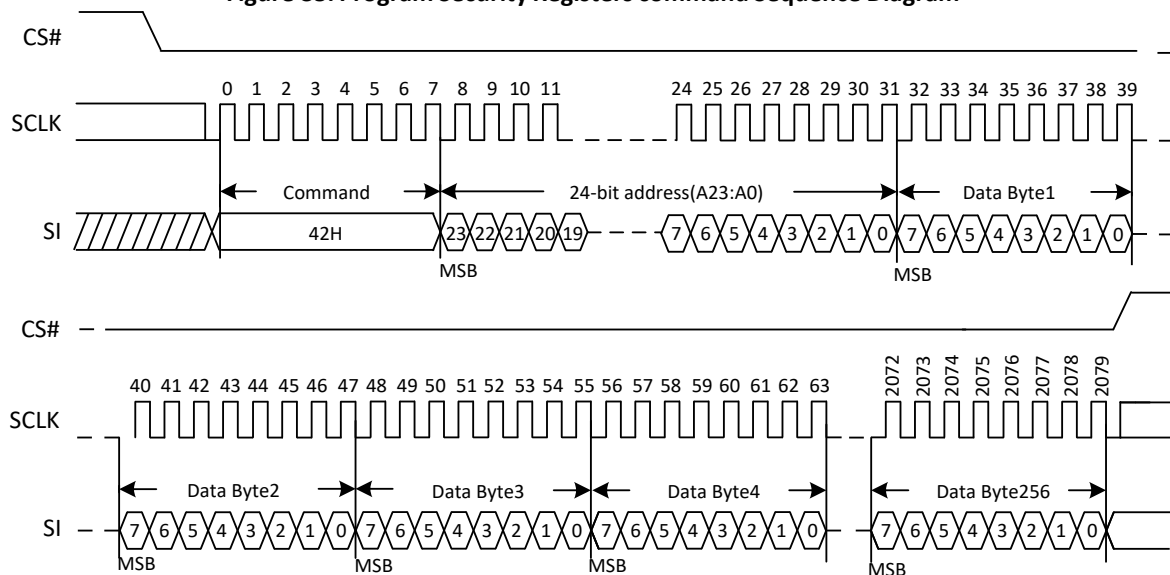 Figure 33. Program Security Registers command Sequence Diagram
CS#
0 1 2 3 4 5 6 7 8 9 10 11 24 25 26 27 28 29 30 31 32 33 34 35 36 37 38 39
SCLK
Command 24-bit address(A23:A0) Data Byte1
SI 42H 23 22 21 20 19 7 6 5 4 3 2 1 0 7 6 5 4 3 2 1 0
MSB MSB
CS#
40 41 42 43 44 45 46 47 48 49 50 51 52 53 54 55 56 57 58 59 60 61 62 63 2072 2073 2074 2075 2076 2077 2078 2079
SCLK
Data Byte2 Data Byte3 Data Byte4 Data Byte256
SI 7 6 5 4 3 2 1 0 7 6 5 4 3 2 1 0 7 6 5 4 3 2 1 0 7 6 5 4 3 2 1 0
MSB MSB MSB MSB